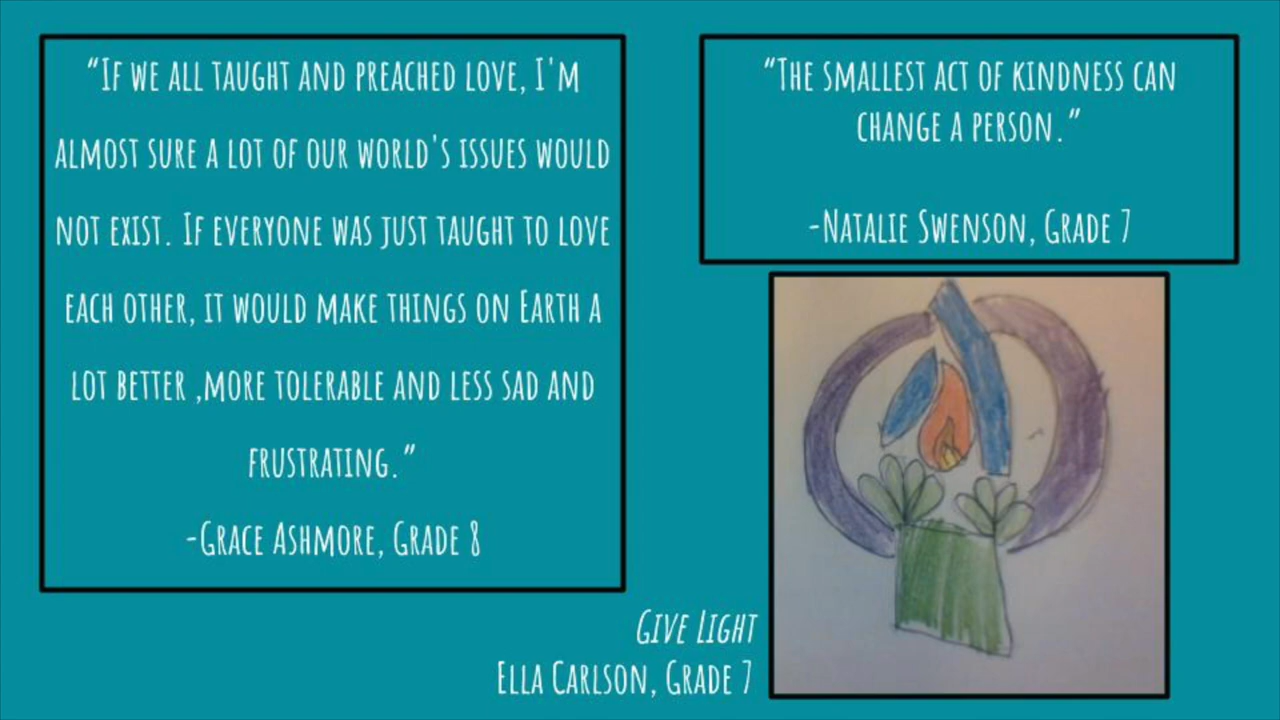 “If we all taught and preached love, I'm
almost sure a lot of our world's issues would
not exist. If everyone was just taught to love
each other, it would make things on Earth a
lot better ,more tolerable and less sad and
frustrating.”
-Grace Ashmore, Grade 8
“The smallest act of kindness can
change a person.”
-Natalie Swenson, Grade 7
Give Light
Ella Carlson, Grade 7